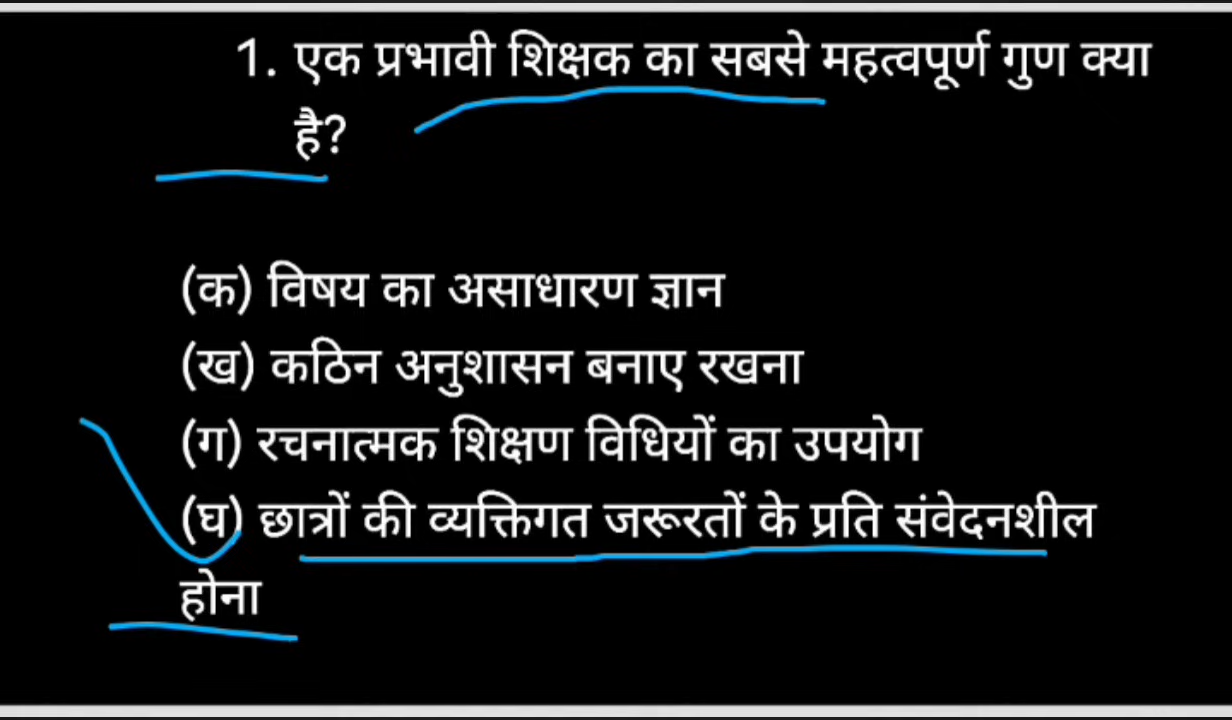 1. एक प्रभावी शिक्षक का सबसे महत्वपूर्ण गुण क्या
है?
(क) विषय का असाधारण ज्ञान
(ख) कठिन अनुशासन बनाए रखना
(ग) रचनात्मक शिक्षण विधियों का उपयोग
(घ) छात्रों की व्यक्तिगत जरूरतों के प्रति संवेदनशील
होना